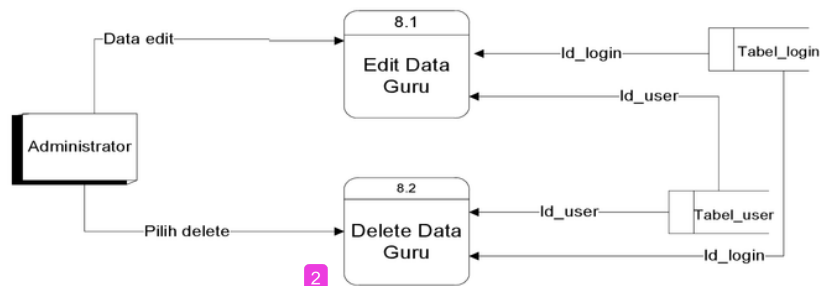 8.1
Data edit
Edit Data
Guru
Id_login
Tabel_login
Id_user
Administrator
8.2
Pilih delete
Delete Data
Guru
Id_user
Tabel_user
Id_login
2